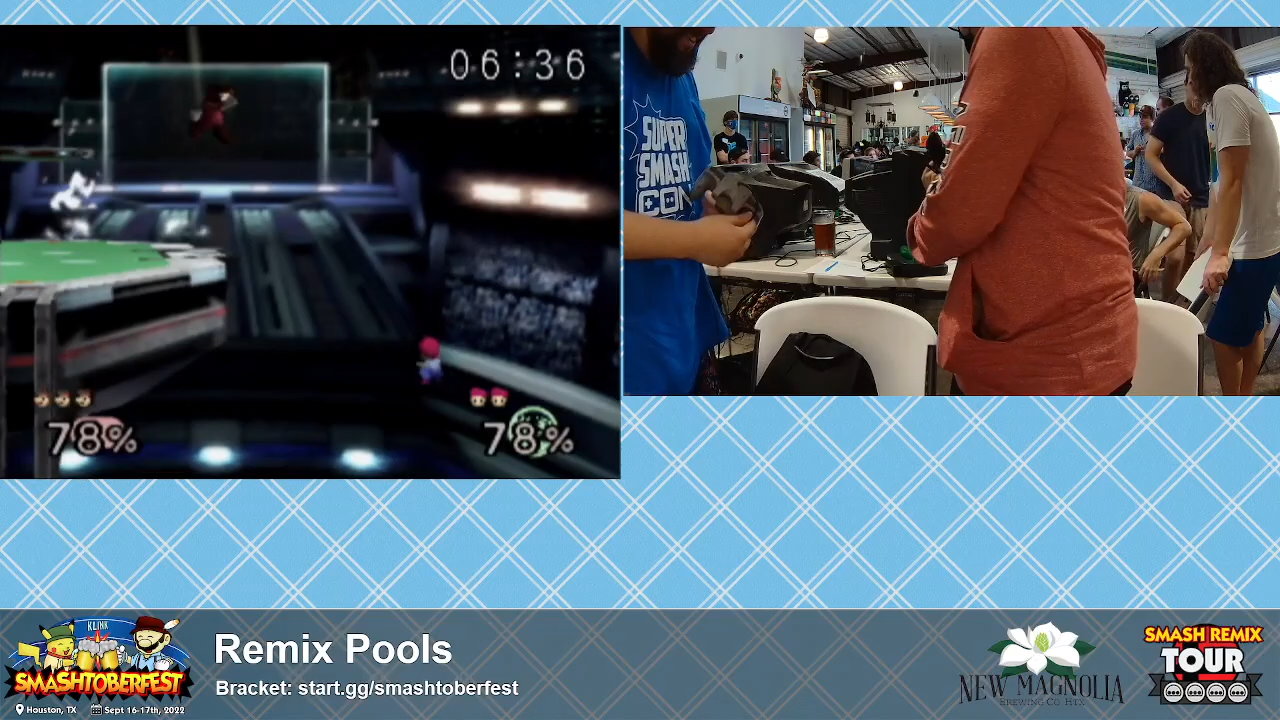 06:36
78%
78%
SUPER
SMASH
CON
KLINK
SMASHTOBERFEST
Houston, TX Sept 16-17th, 2022
Remix Pools
Bracket: start.gg/smashtoberfest
NEW MAGNOLIA
BREWING CO HTX
SMASH REMIX
TOUR